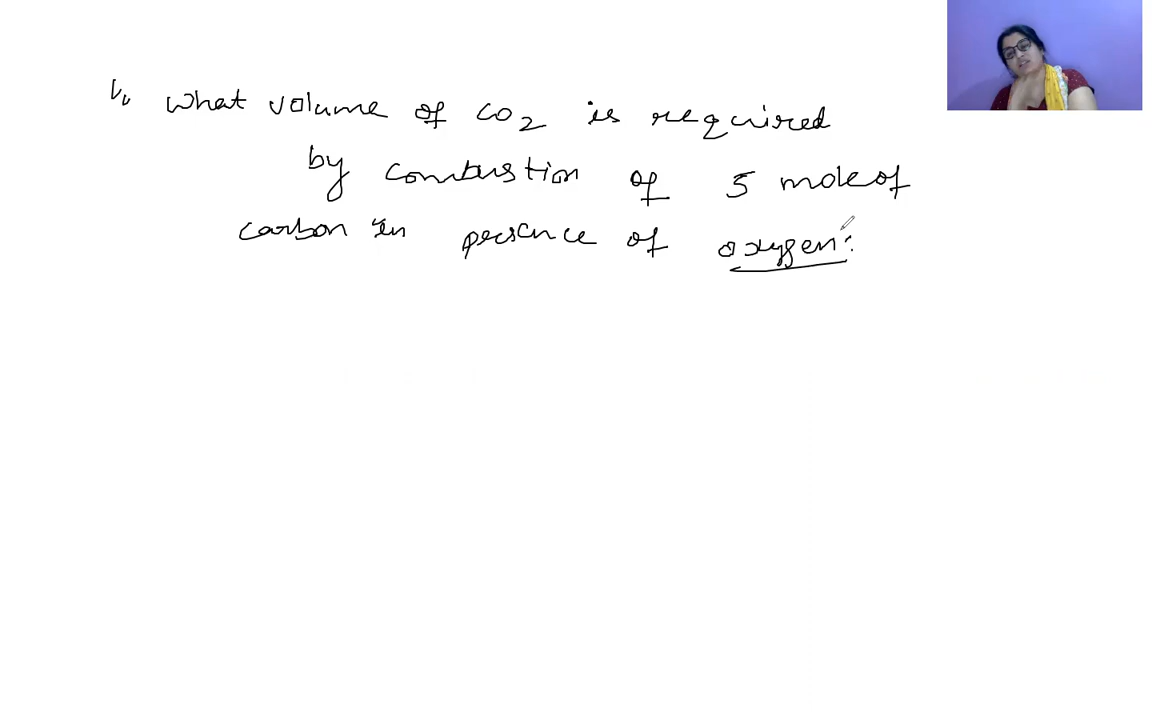 1, What volume of CO2 is required
by combustion of 5 mole of
carbon in presence of oxygen?